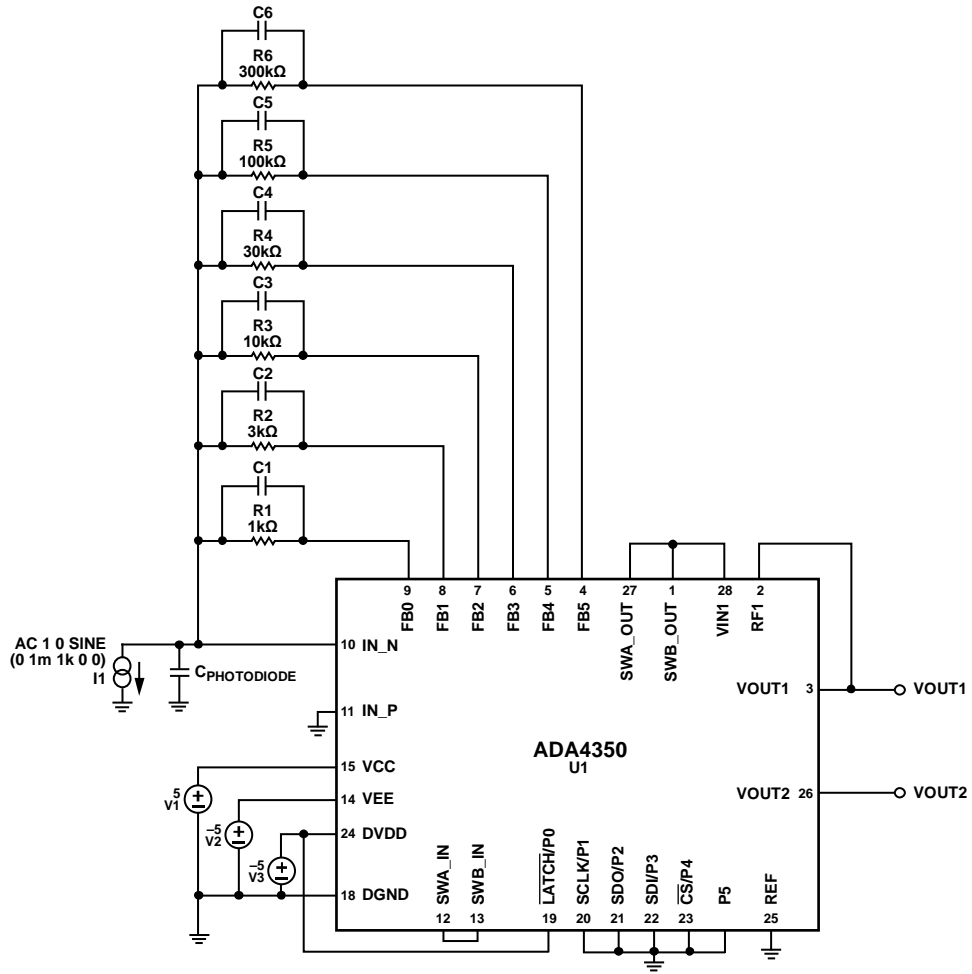 C6
R6
300kΩ
C5
R5
100kΩ
C4
R4
30kΩ
C3
R3
10kΩ
C2
R2
3kΩ
C1
R1
1kΩ
9 8 7 6 5 4 27 1 28 2
FB0 FB1 FB2 FB3 FB4 FB5 SWA_OUT SWB_OUT VIN1 RF1
AC 1 0 SINE
(0 1m 1k 0 0)
I1
CPHOTODIODE
10 IN_N
11 IN_P
15 VCC
14 VEE
24 DVDD
18 DGND
5
V1
–5
V2
–5
V3
ADA4350
U1
VOUT1 3 VOUT1
VOUT2 26 VOUT2
SWA_IN SWB_IN LATCH/P0 SCLK/P1 SDO/P2 SDI/P3 CS/P4 P5 REF
12 13 19 20 21 22 23 25